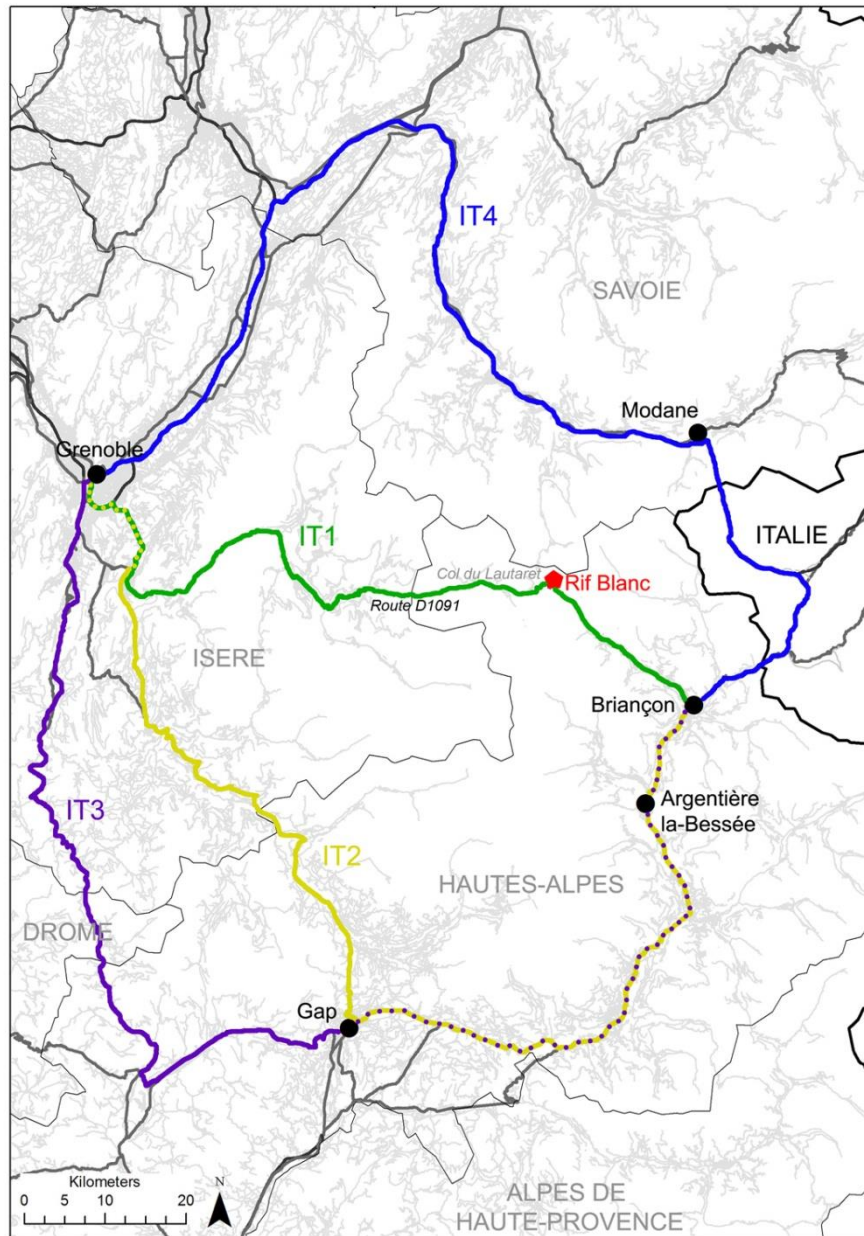 IT4
SAVOIE
Modane
Grenoble
ITALIE
IT1
Col du Lautaret
Rif Blanc
Route D1091
ISERE
Briançon
Argentière
la-Bessée
IT3
IT2
HAUTES-ALPES
DROME
Gap
Kilometers
0 5 10 20
N
ALPES DE
HAUTE-PROVENCE